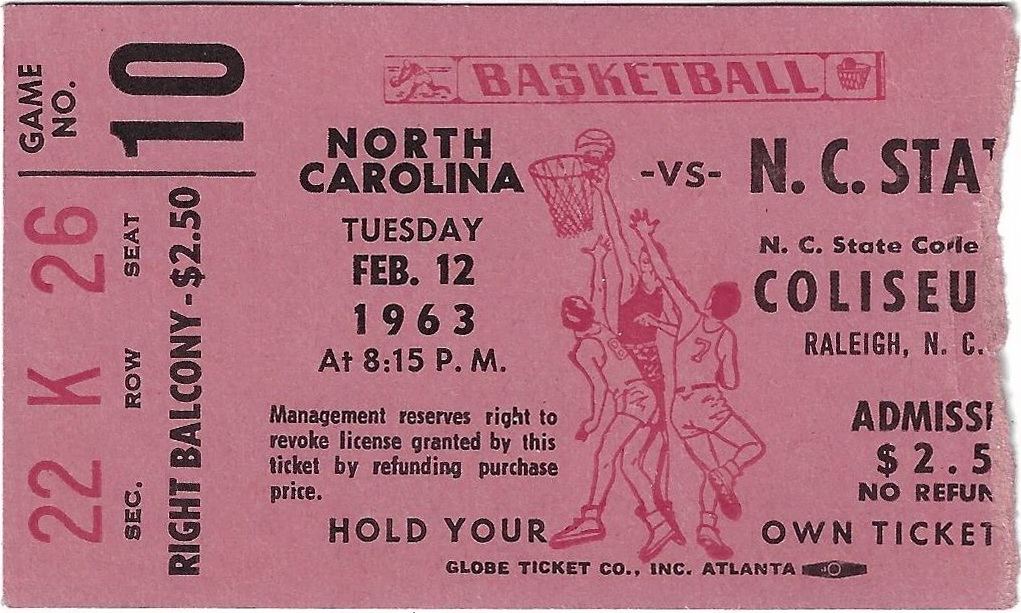 GAME
NO.
10
SEC. ROW SEAT
22 K 26
RIGHT BALCONY-$2.50
BASKETBALL
NORTH
CAROLINA
-VS- N. C. STAT
TUESDAY
FEB. 12
1963
At 8:15 P. M.
N. C. State Colle
COLISEU
RALEIGH, N. C.
Management reserves right to
revoke license granted by this
ticket by refunding purchase
price.
ADMISSI
$2.5
NO REFUN
HOLD YOUR OWN TICKET
GLOBE TICKET CO., INC. ATLANTA
7